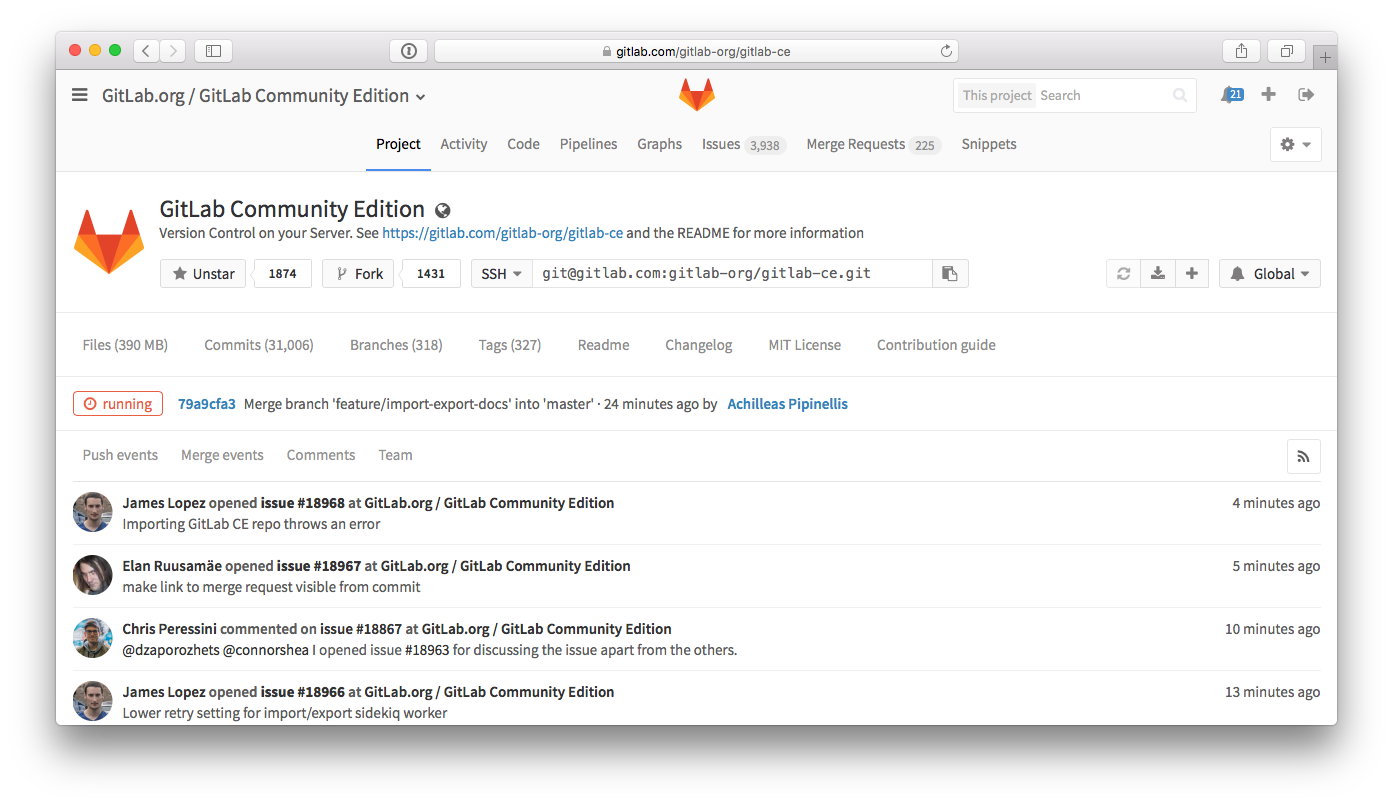 gitlab.com/gitlab-org/gitlab-ce
GitLab.org / GitLab Community Edition
This project Search
21
Project Activity Code Pipelines Graphs Issues 3,938 Merge Requests 225 Snippets
GitLab Community Edition
Version Control on your Server. See https://gitlab.com/gitlab-org/gitlab-ce and the README for more information
Unstar 1874 Fork 1431 SSH git@gitlab.com:gitlab-org/gitlab-ce.git Global
Files (390 MB) Commits (31,006) Branches (318) Tags (327) Readme Changelog MIT License Contribution guide
running 79a9cfa3 Merge branch 'feature/import-export-docs' into 'master' · 24 minutes ago by Achilleas Pipinellis
Push events Merge events Comments Team
James Lopez opened issue #18968 at GitLab.org / GitLab Community Edition 4 minutes ago
Importing GitLab CE repo throws an error
Elan Ruusamäe opened issue #18967 at GitLab.org / GitLab Community Edition 5 minutes ago
make link to merge request visible from commit
Chris Peressini commented on issue #18867 at GitLab.org / GitLab Community Edition 10 minutes ago
@dzaporozhets @connorshea I opened issue #18963 for discussing the issue apart from the others.
James Lopez opened issue #18966 at GitLab.org / GitLab Community Edition 13 minutes ago
Lower retry setting for import/export sidekiq worker